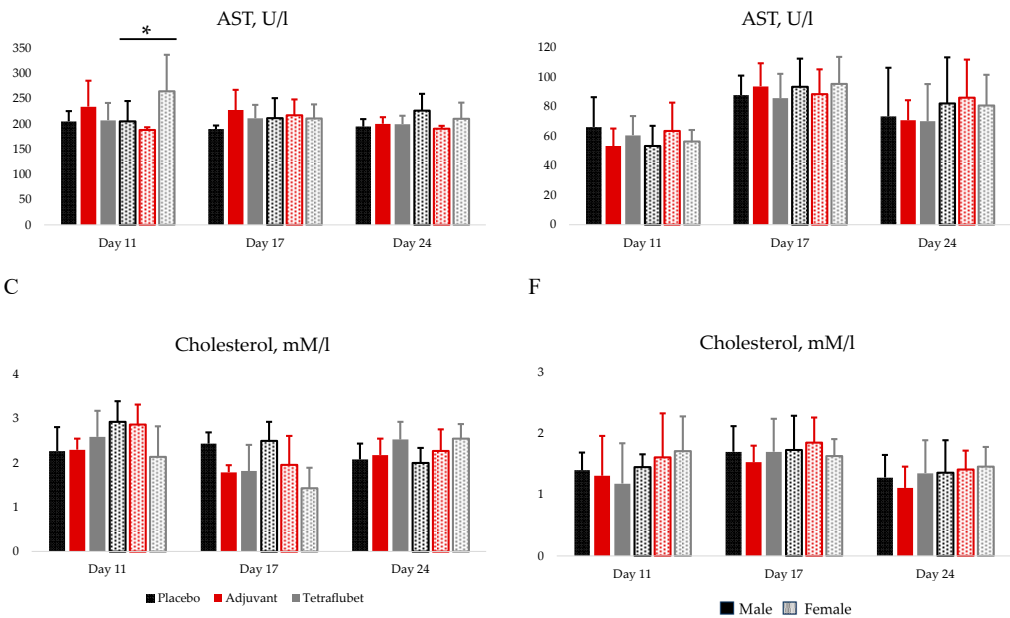 AST, U/l
*
350
300
250
200
150
100
50
0
Day 11 Day 17 Day 24
AST, U/l
120
100
80
60
40
20
0
Day 11 Day 17 Day 24
C
Cholesterol, mM/l
4
3
2
1
0
Day 11 Day 17 Day 24
Placebo Adjuvant Tetraflubet
F
Cholesterol, mM/l
3
2
1
0
Day 11 Day 17 Day 24
Male Female